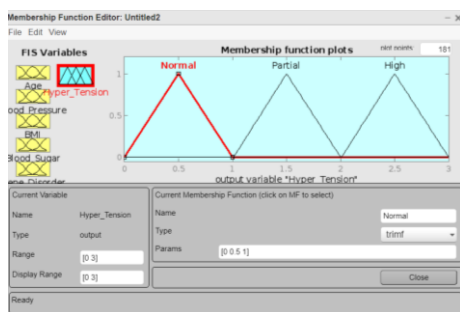 Membership Function Editor: Untitled2
File Edit View
FIS Variables
Membership function plots
plot points:
181
Age
Hyper_Tension
ood_Pressure
BMI
Blood_Sugar
ene_Disorder
Normal
Partial
High
1
0.5
0
0 0.5 1 1.5 2 2.5 3
output variable "Hyper_Tension"
Current Variable
Name Hyper_Tension
Type output
Range [0 3]
Display Range [0 3]
Current Membership Function (click on MF to select)
Name Normal
Type trimf
Params [0 0.5 1]
Close
Ready